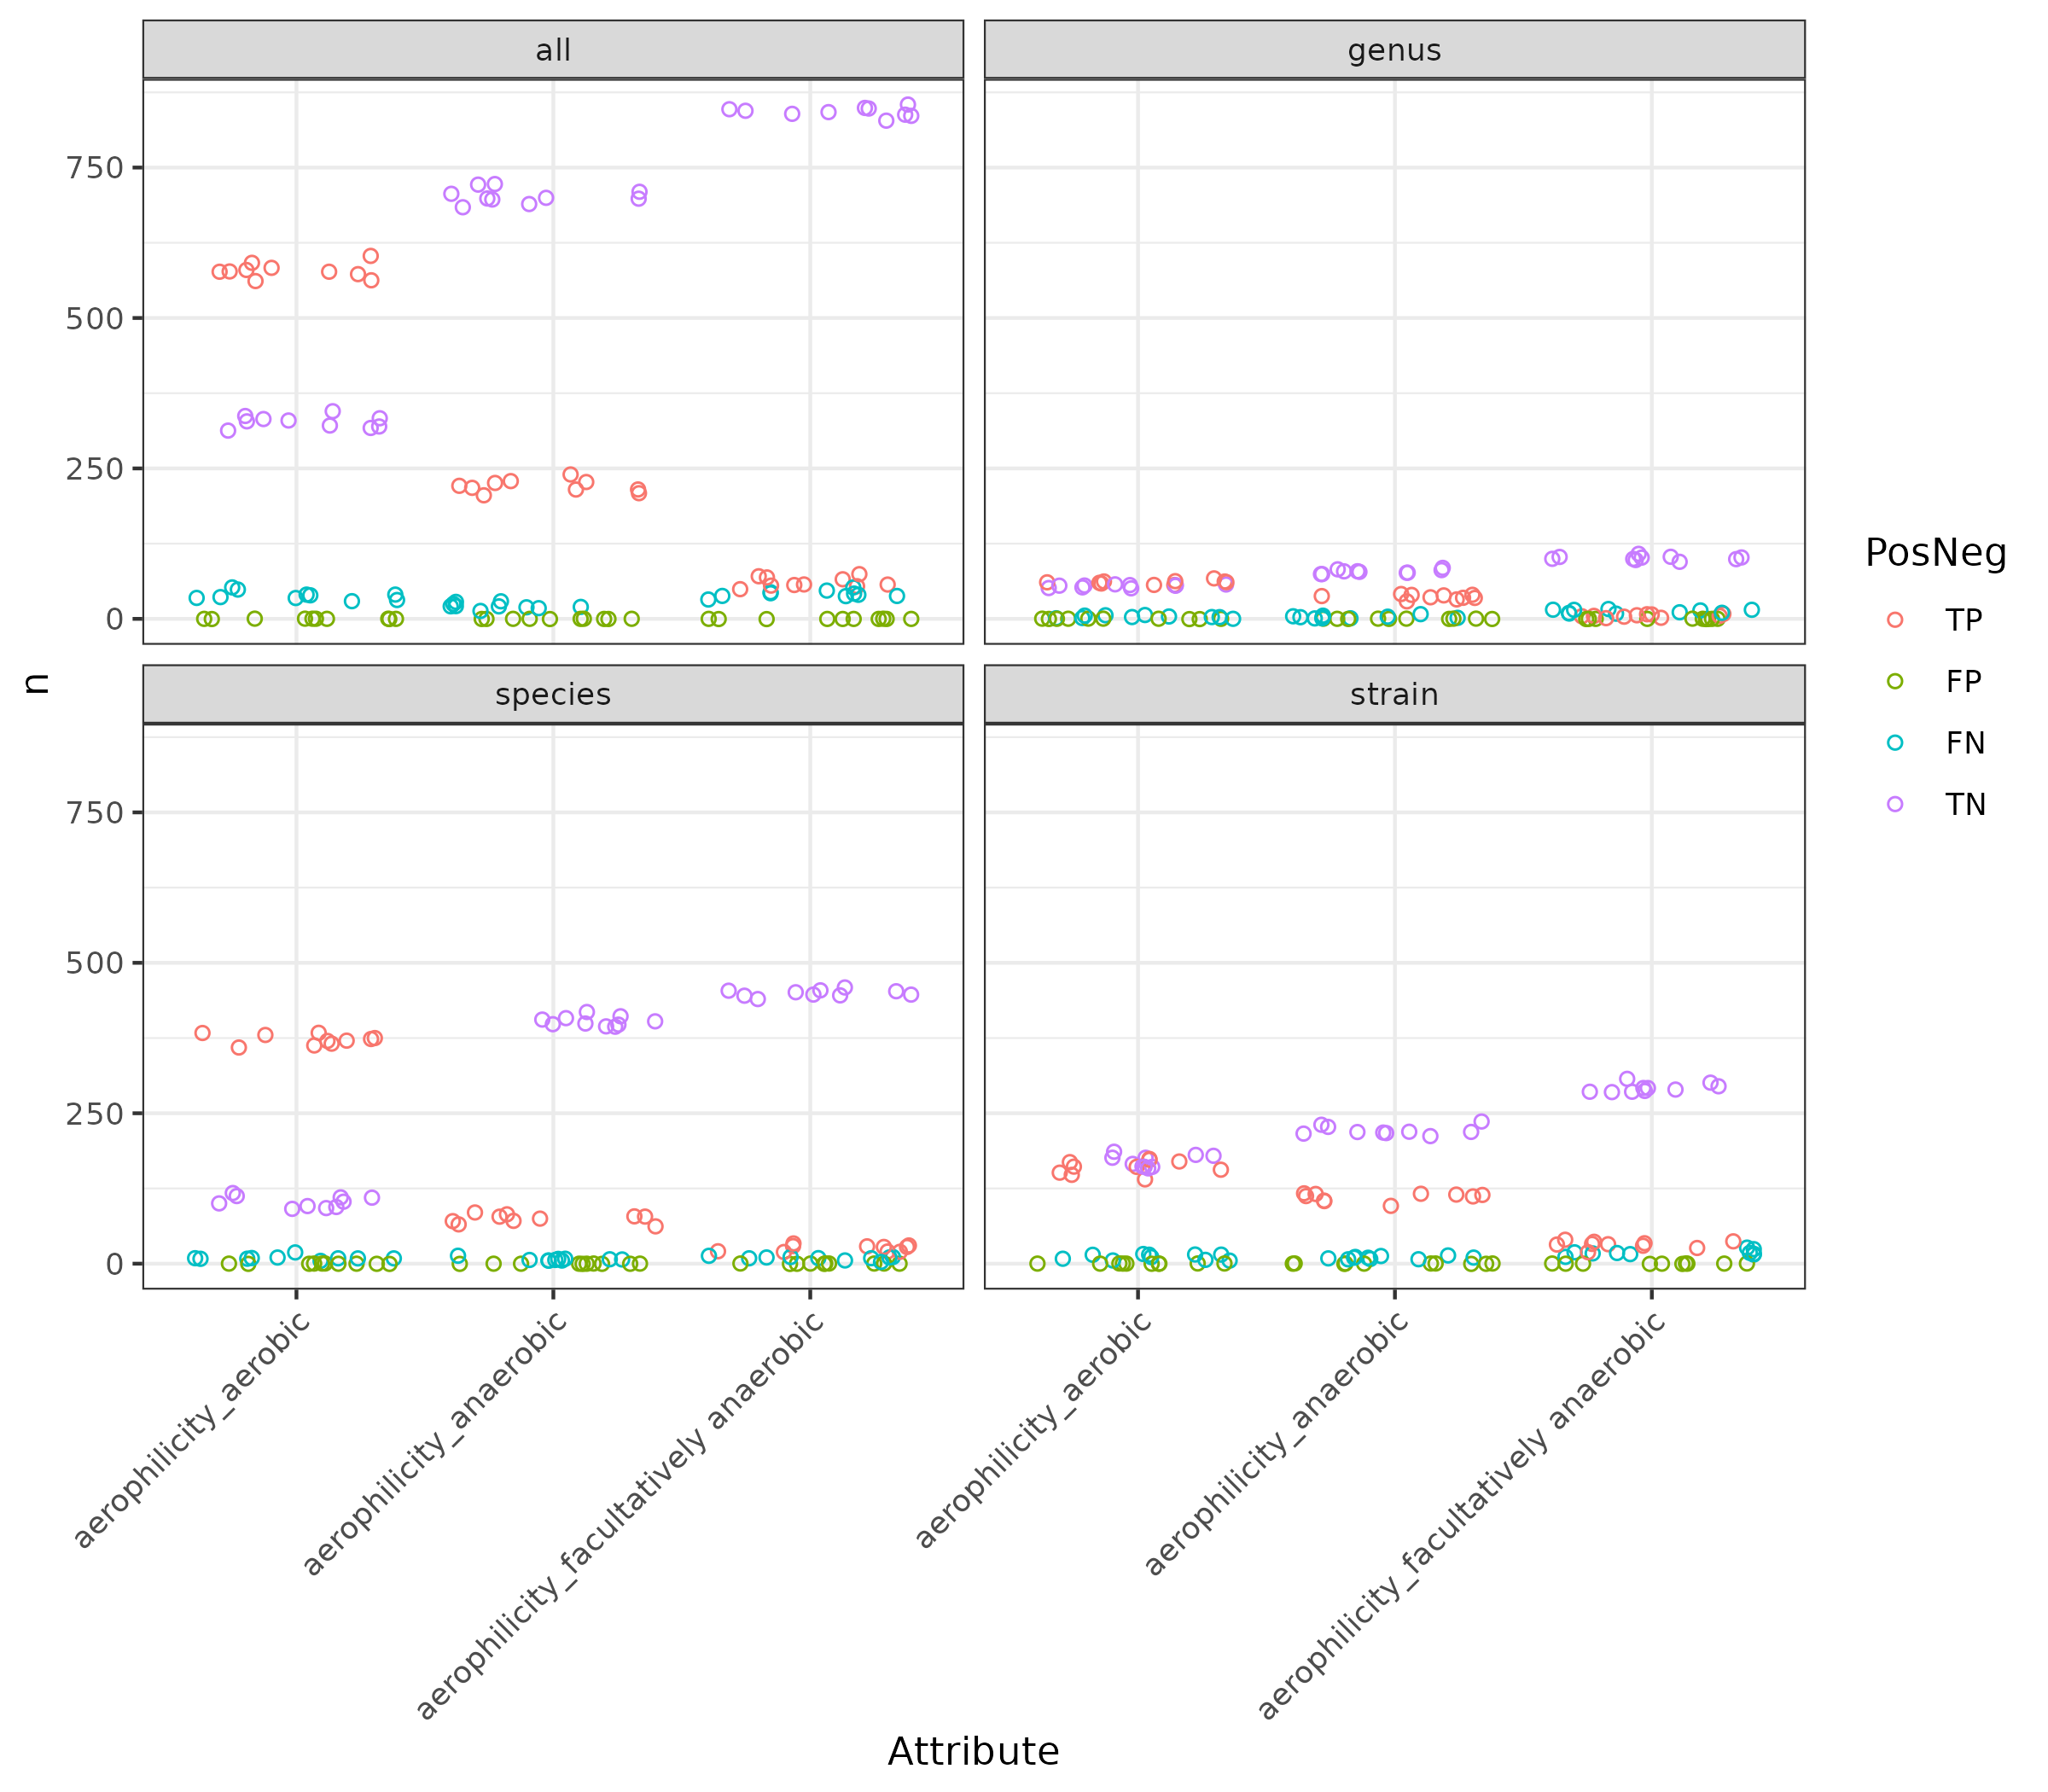 all
genus
750
500
250
0
species
strain
750
500
250
0
n
aerophilicity_aerobic
aerophilicity_anaerobic
aerophilicity_facultatively anaerobic
aerophilicity_aerobic
aerophilicity_anaerobic
aerophilicity_facultatively anaerobic
Attribute
PosNeg
TP
FP
FN
TN